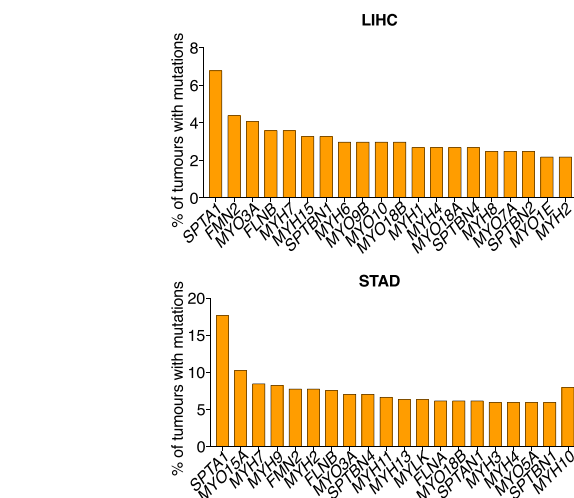 LIHC
% of tumours with mutations
8
6
4
2
0
SPTA1
FMN2
MYO3A
FLNB
MYH7
MYH15
SPTBN1
MYH6
MYO9B
MYO10
MYO18B
MYH1
MYH4
MYO18A
SPTBN4
MYH8
MYO7A
SPTBN2
MYO1E
MYH2
STAD
% of tumours with mutations
20
15
10
5
0
SPTA1
MYO15A
MYH7
MYH9
FMN2
MYH2
FLNB
MYO3A
SPTBN4
MYH11
MYH13
MYLK
FLNA
MYO18B
SPTAN1
MYH3
MYH4
MYO5A
SPTBN1
MYH10